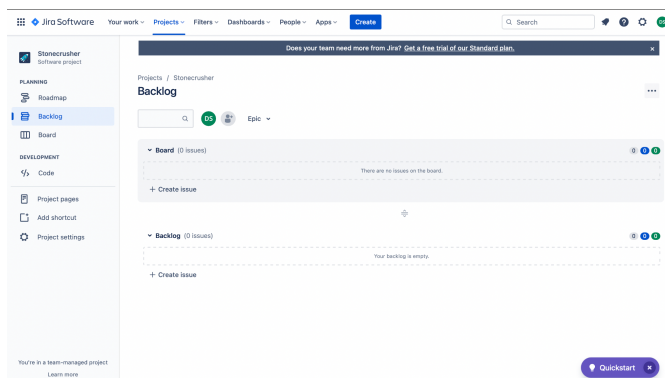 Jira Software Your work Projects Filters Dashboards People Apps Create Search
Does your team need more from Jira? Get a free trial of our Standard plan.
Stonecrusher
Software project
PLANNING
Roadmap
Backlog
Board
DEVELOPMENT
Code
Project pages
Add shortcut
Project settings
You're in a team-managed project
Learn more
Projects / Stonecrusher
Backlog
DS Epic
Board (0 issues) 0 0 0
There are no issues on the board.
+ Create issue
Backlog (0 issues) 0 0 0
Your backlog is empty.
+ Create issue
Quickstart